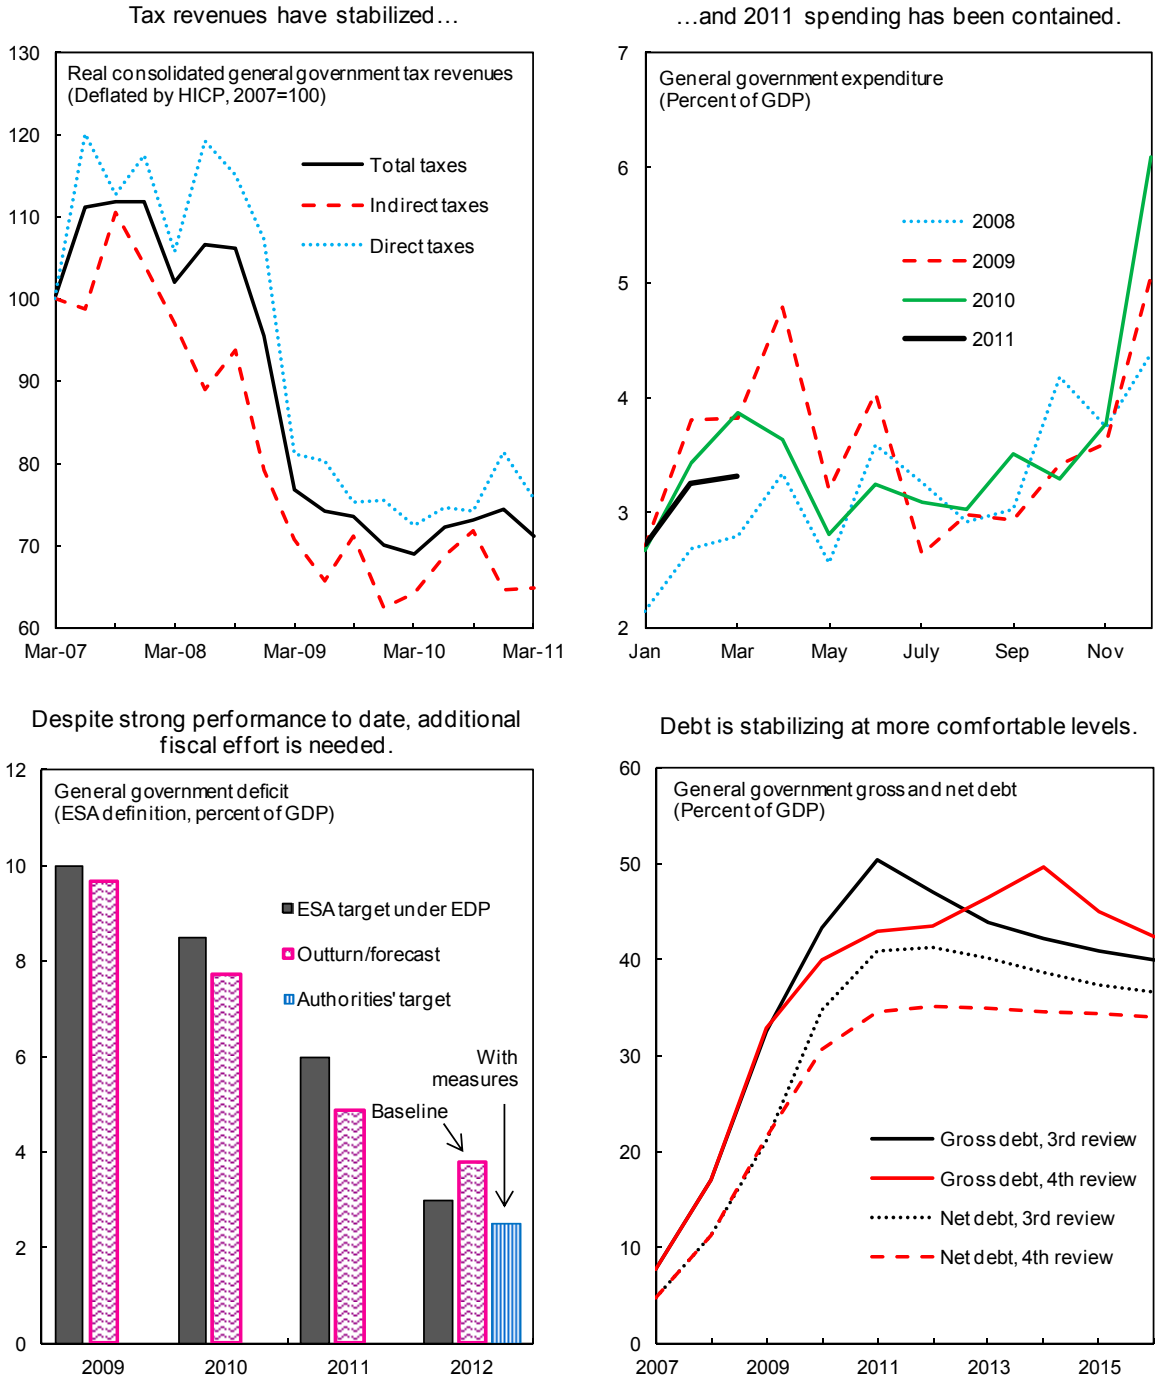 Tax revenues have stabilized…
130
120
110
100
90
80
70
60
Real consolidated general government tax revenues
(Deflated by HICP, 2007=100)
Total taxes
Indirect taxes
Direct taxes
Mar-07 Mar-08 Mar-09 Mar-10 Mar-11
…and 2011 spending has been contained.
7
6
5
4
3
2
General government expenditure
(Percent of GDP)
2008
2009
2010
2011
Jan Mar May July Sep Nov
Despite strong performance to date, additional
fiscal effort is needed.
12
10
8
6
4
2
0
General government deficit
(ESA definition, percent of GDP)
ESA target under EDP
Outturn/forecast
Authorities' target
With
measures
Baseline
2009 2010 2011 2012
Debt is stabilizing at more comfortable levels.
60
50
40
30
20
10
0
General government gross and net debt
(Percent of GDP)
Gross debt, 3rd review
Gross debt, 4th review
Net debt, 3rd review
Net debt, 4th review
2007 2009 2011 2013 2015